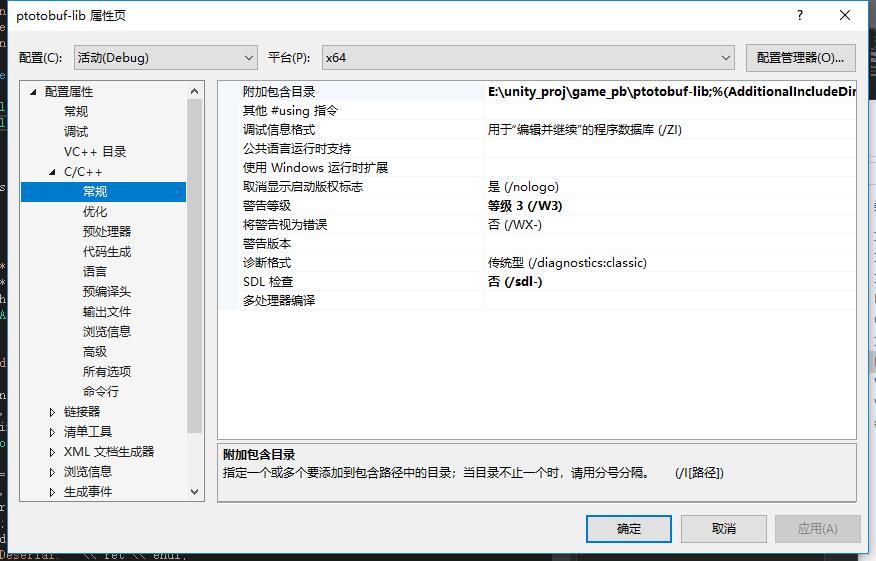 ptotobuf-lib 属性页
配置(C): 活动(Debug) 平台(P): x64 配置管理器(O)...
配置属性
常规
调试
VC++ 目录
C/C++
常规
优化
预处理器
代码生成
语言
预编译头
输出文件
浏览信息
高级
所有选项
命令行
链接器
清单工具
XML 文档生成器
浏览信息
生成事件
附加包含目录 E:\unity_proj\game_pb\ptotobuf-lib;%(AdditionalIncludeDir
其他 #using 指令
调试信息格式 用于“编辑并继续”的程序数据库 (/ZI)
公共语言运行时支持
使用 Windows 运行时扩展
取消显示启动版权标志 是 (/nologo)
警告等级 等级 3 (/W3)
将警告视为错误 否 (/WX-)
警告版本
诊断格式 传统型 (/diagnostics:classic)
SDL 检查 否 (/sdl-)
多处理器编译
附加包含目录
指定一个或多个要添加到包含路径中的目录；当目录不止一个时，请用分号分隔。 (/I[路径])
确定 取消 应用(A)
Deserial: " << ret << endl;